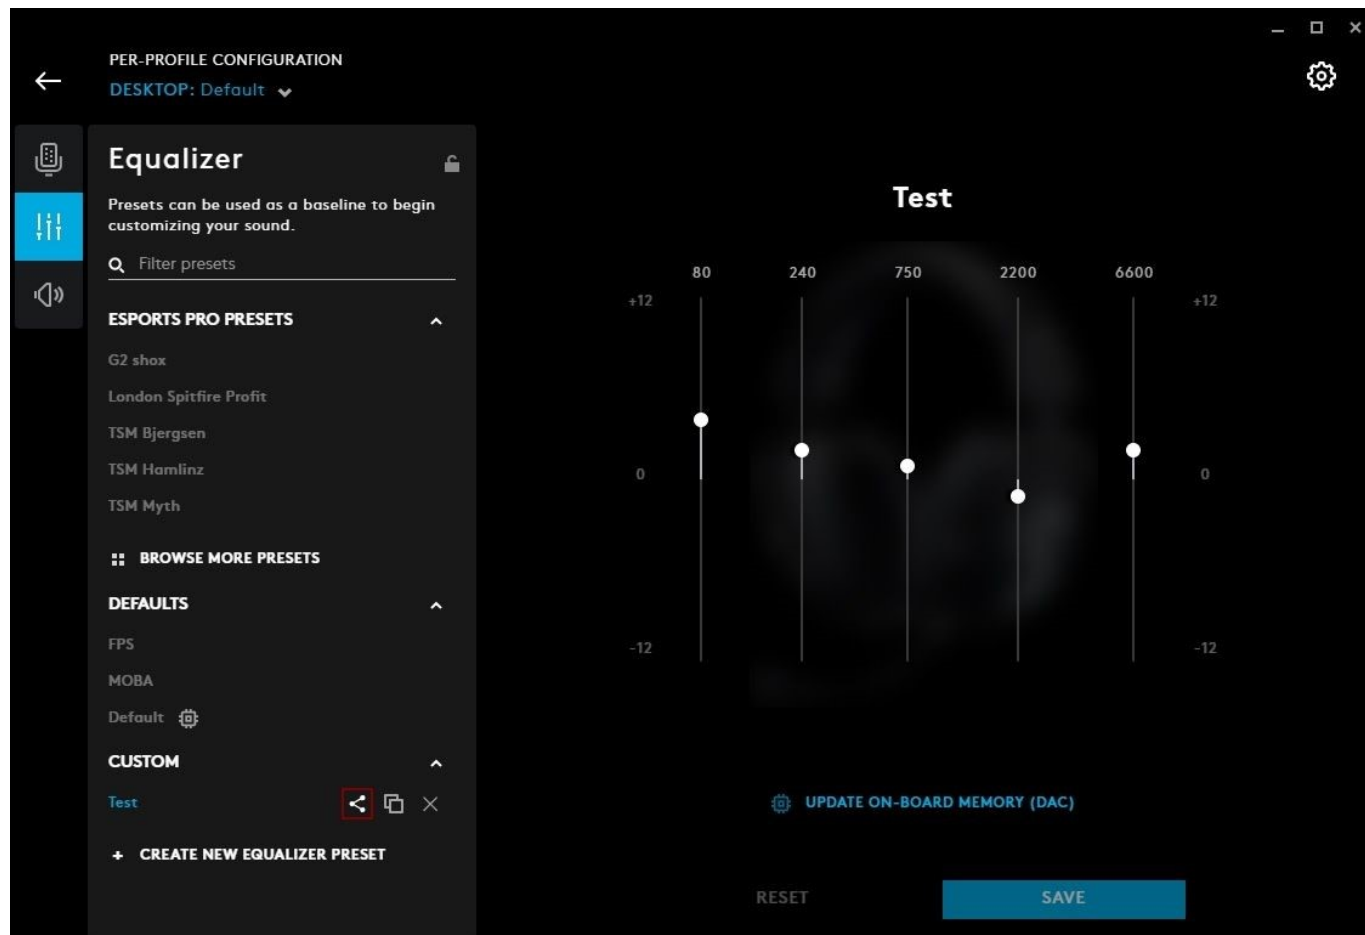 PER-PROFILE CONFIGURATION
DESKTOP: Default
Equalizer
Presets can be used as a baseline to begin
customizing your sound.
Filter presets
ESPORTS PRO PRESETS
G2 shox
London Spitfire Profit
TSM Bjergsen
TSM Hamlinz
TSM Myth
BROWSE MORE PRESETS
DEFAULTS
FPS
MOBA
Default
CUSTOM
Test
+ CREATE NEW EQUALIZER PRESET
Test
80 240 750 2200 6600
+12 +12
0 0
-12 -12
UPDATE ON-BOARD MEMORY (DAC)
RESET SAVE